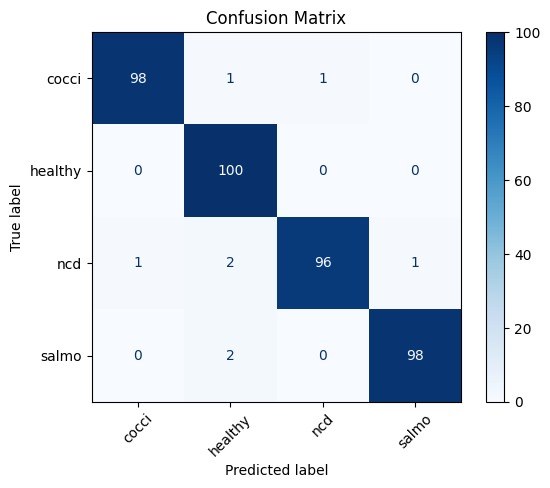 Confusion Matrix
True label
cocci 98 1 1 0
healthy 0 100 0 0
ncd 1 2 96 1
salmo 0 2 0 98
cocci healthy ncd salmo
Predicted label
100
80
60
40
20
0